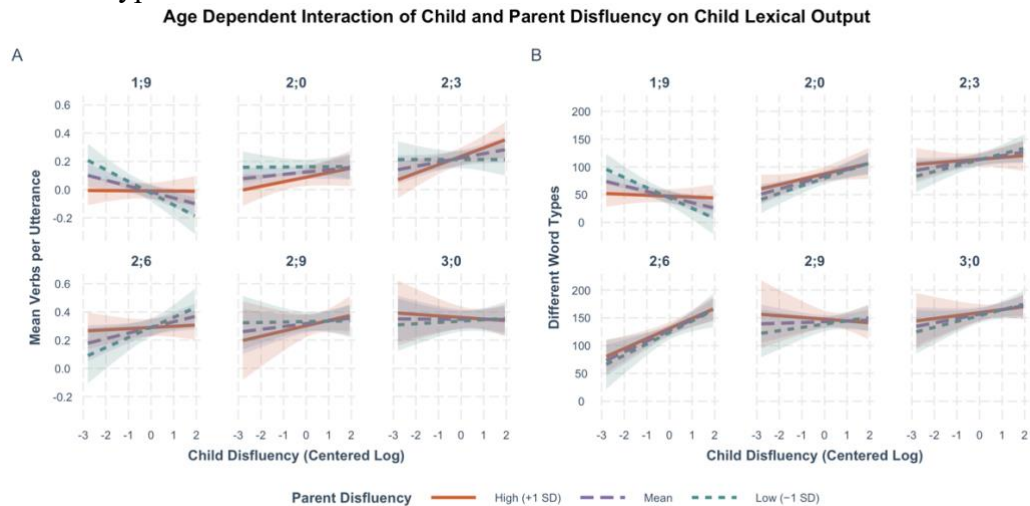 Age Dependent Interaction of Child and Parent Disfluency on Child Lexical Output
A
B
1;9 2;0 2;3
1;9 2;0 2;3
0.6
0.4
0.2
0.0
-0.2
200
150
100
50
0
2;6 2;9 3;0
2;6 2;9 3;0
0.6
0.4
0.2
0.0
-0.2
200
150
100
50
0
Mean Verbs per Utterance
Different Word Types
-3 -2 -1 0 1 2 -3 -2 -1 0 1 2 -3 -2 -1 0 1 2
-3 -2 -1 0 1 2 -3 -2 -1 0 1 2 -3 -2 -1 0 1 2
Child Disfluency (Centered Log)
Child Disfluency (Centered Log)
Parent Disfluency High (+1 SD) Mean Low (−1 SD)